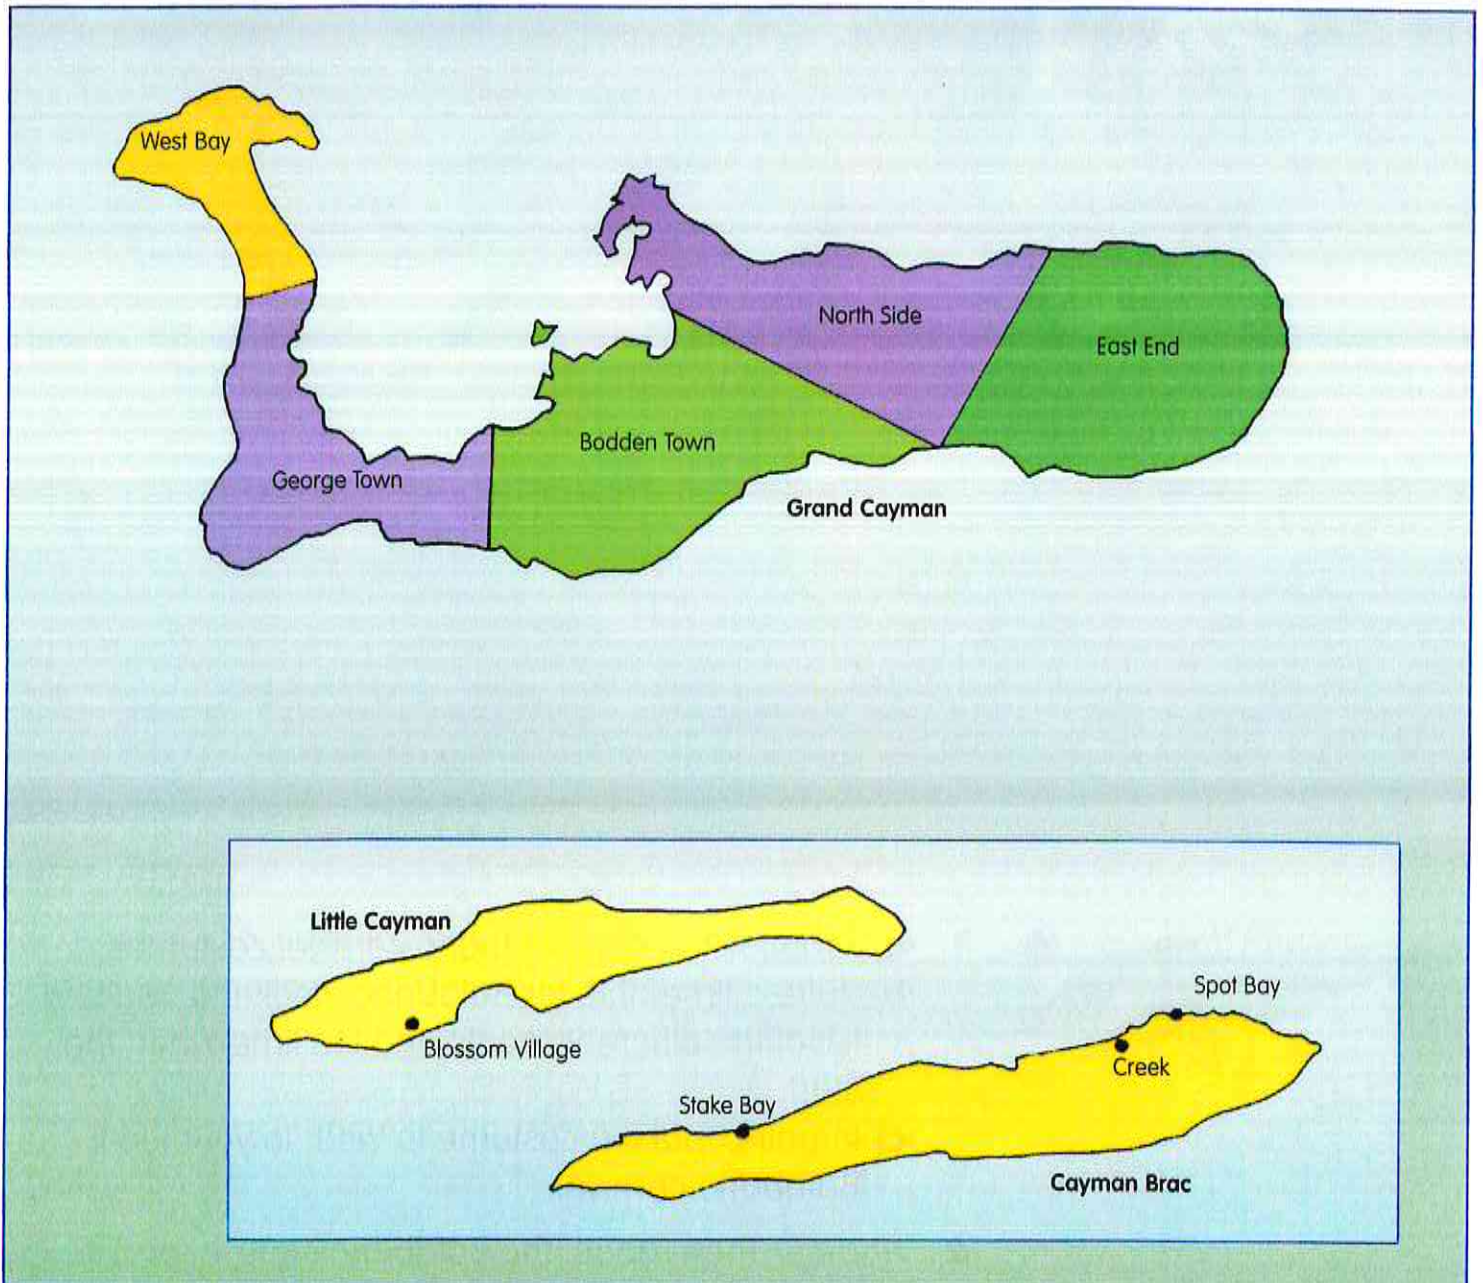 West Bay
North Side
East End
Bodden Town
George Town
Grand Cayman
Little Cayman
Spot Bay
Blossom Village
Creek
Stake Bay
Cayman Brac